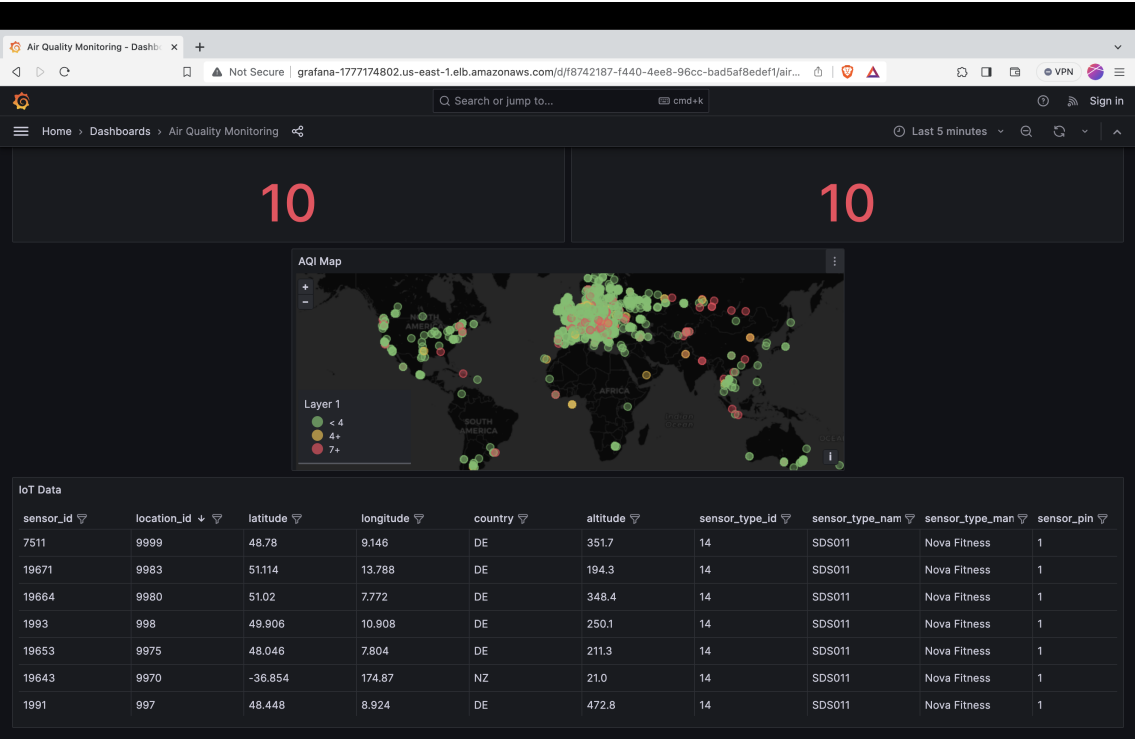 Air Quality Monitoring - Dashb
Not Secure | grafana-1777174802.us-east-1.elb.amazonaws.com/d/f8742187-f440-4ee8-96cc-bad5af8edef1/air... VPN
Search or jump to... cmd+k Sign in
Home › Dashboards › Air Quality Monitoring Last 5 minutes
10 10
AQI Map
+
-
NORTH
AMERICA
AFRICA
Layer 1
< 4
4+
7+
SOUTH
AMERICA
i
IoT Data
sensor_id location_id ↓ latitude longitude country altitude sensor_type_id sensor_type_nam sensor_type_man sensor_pin
7511 9999 48.78 9.146 DE 351.7 14 SDS011 Nova Fitness 1
19671 9983 51.114 13.788 DE 194.3 14 SDS011 Nova Fitness 1
19664 9980 51.02 7.772 DE 348.4 14 SDS011 Nova Fitness 1
1993 998 49.906 10.908 DE 250.1 14 SDS011 Nova Fitness 1
19653 9975 48.046 7.804 DE 211.3 14 SDS011 Nova Fitness 1
19643 9970 -36.854 174.87 NZ 21.0 14 SDS011 Nova Fitness 1
1991 997 48.448 8.924 DE 472.8 14 SDS011 Nova Fitness 1